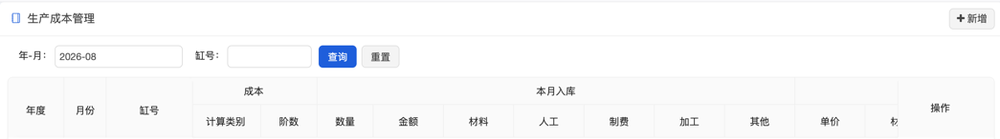 生产成本管理
新增
年-月: 2026-08 缸号: 查询 重置
年度 月份 缸号 成本 本月入库 操作
计算类别 阶数 数量 金额 材料 人工 制费 加工 其他 单价